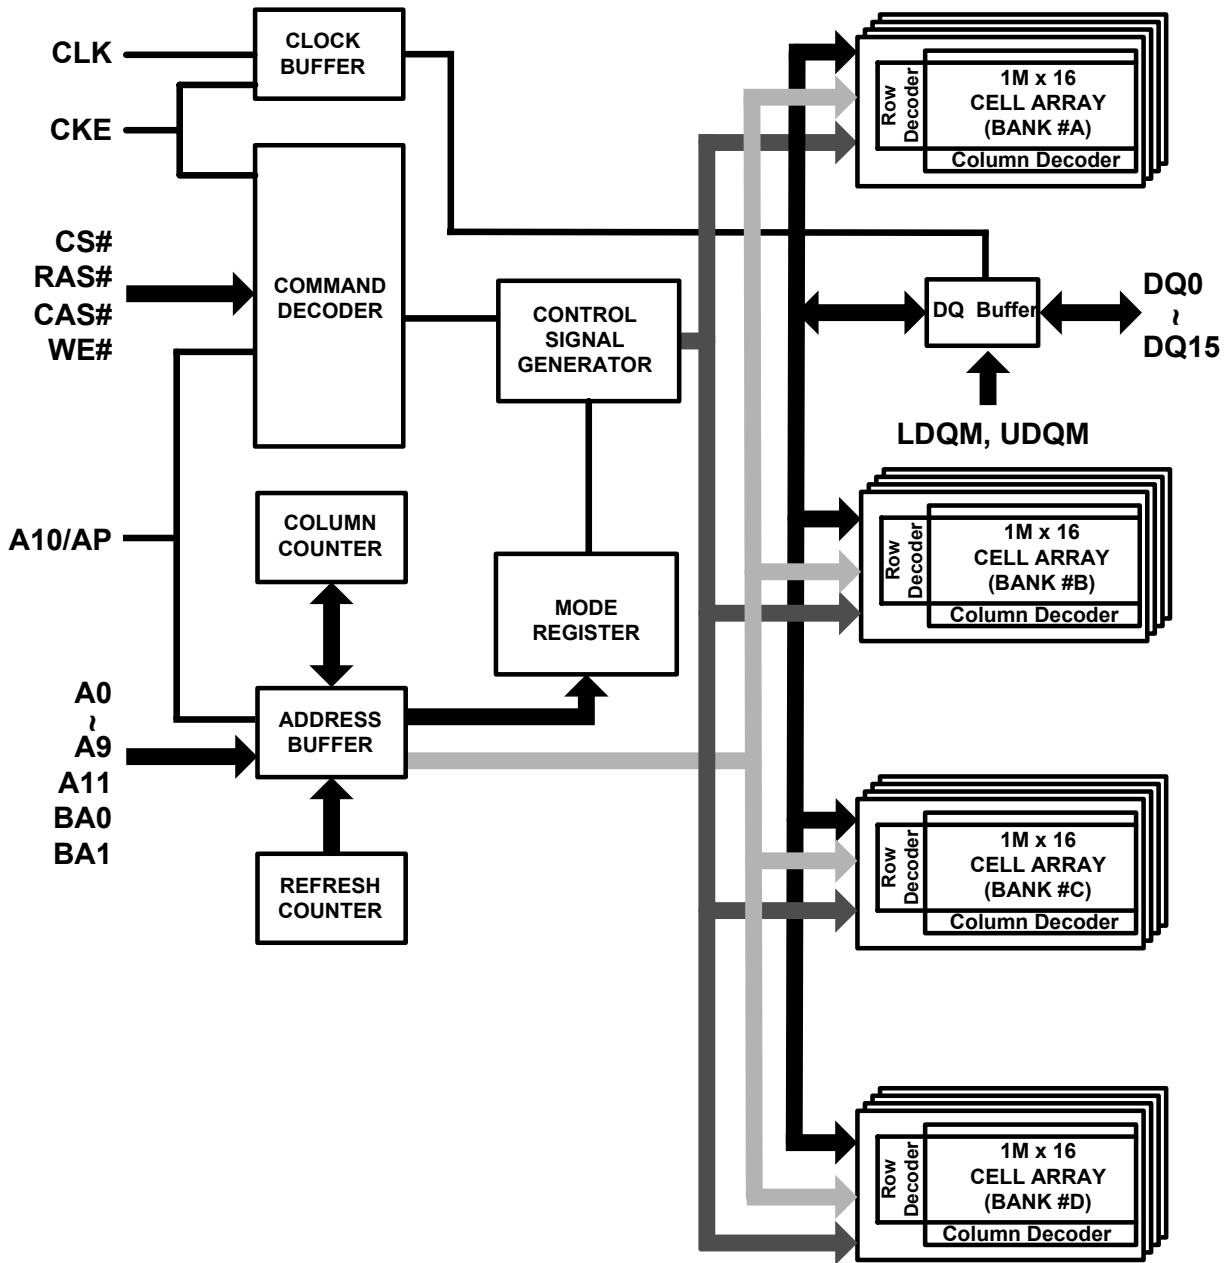 CLK
CKE
CS#
RAS#
CAS#
WE#
A10/AP
A0
~
A9
A11
BA0
BA1
CLOCK
BUFFER
COMMAND
DECODER
COLUMN
COUNTER
ADDRESS
BUFFER
REFRESH
COUNTER
CONTROL
SIGNAL
GENERATOR
MODE
REGISTER
Row
Decoder
1M x 16
CELL ARRAY
(BANK #A)
Column Decoder
DQ Buffer
DQ0
~
DQ15
LDQM, UDQM
Row
Decoder
1M x 16
CELL ARRAY
(BANK #B)
Column Decoder
Row
Decoder
1M x 16
CELL ARRAY
(BANK #C)
Column Decoder
Row
Decoder
1M x 16
CELL ARRAY
(BANK #D)
Column Decoder